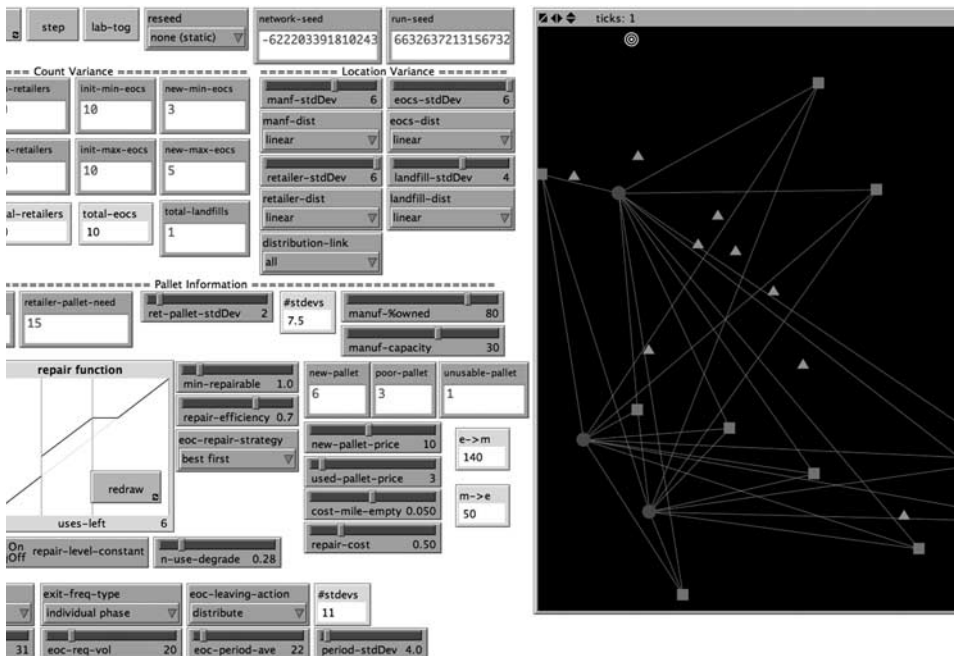 step lab-tog reseed none (static) network-seed -622203391810243 run-seed 6632637213156732
ticks: 1
Count Variance Location Variance
-retailers init-min-eocs 10 new-min-eocs 3
manf-stdDev 6 eocs-stdDev 6
manf-dist linear eocs-dist linear
x-retailers init-max-eocs 10 new-max-eocs 5
retailer-stdDev 6 landfill-stdDev 4
retailer-dist linear landfill-dist linear
al-retailers total-eocs 10 total-landfills 1
distribution-link all
Pallet Information
retailer-pallet-need 15
ret-pallet-stdDev 2
#stdevs 7.5
manuf-%owned 80
manuf-capacity 30
repair function
redraw
uses-left 6
min-repairable 1.0
repair-efficiency 0.7
eoc-repair-strategy best first
new-pallet 6 poor-pallet 3 unusable-pallet 1
new-pallet-price 10
used-pallet-price 3
cost-mile-empty 0.050
repair-cost 0.50
e->m 140
m->e 50
On
Off repair-level-constant
n-use-degrade 0.28
exit-freq-type individual phase
eoc-leaving-action distribute
#stdevs 11
31 eoc-req-vol 20 eoc-period-ave 22 period-stdDev 4.0